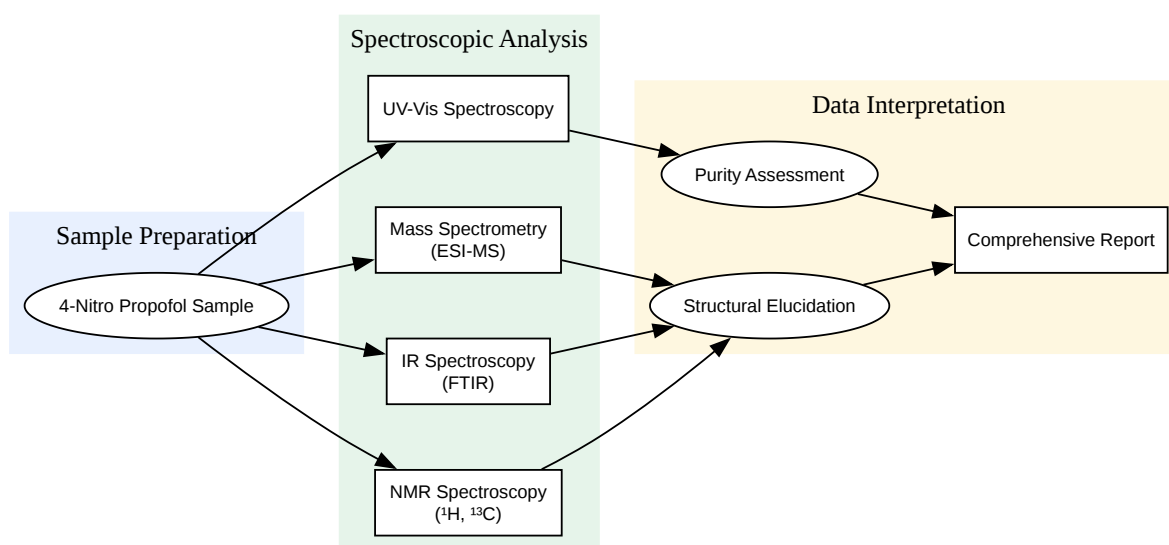 Spectroscopic Analysis
UV-Vis Spectroscopy
Data Interpretation
Purity Assessment
Sample Preparation
Mass Spectrometry
(ESI-MS)
Comprehensive Report
4-Nitro Propofol Sample
Structural Elucidation
IR Spectroscopy
(FTIR)
NMR Spectroscopy
(¹H, ¹³C)